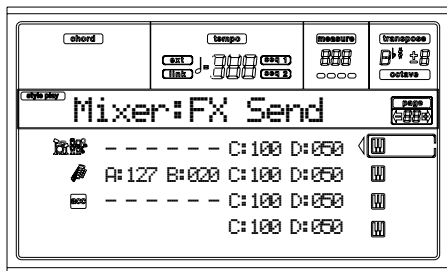 chord tempo measure transpose
ext link seq 1 seq 2
octave
style play
Mixer:FX Send
page
- - - - - - C:100 D:050
A:127 B:020 C:100 D:050
acc - - - - - - C:100 D:050
C:100 D:050